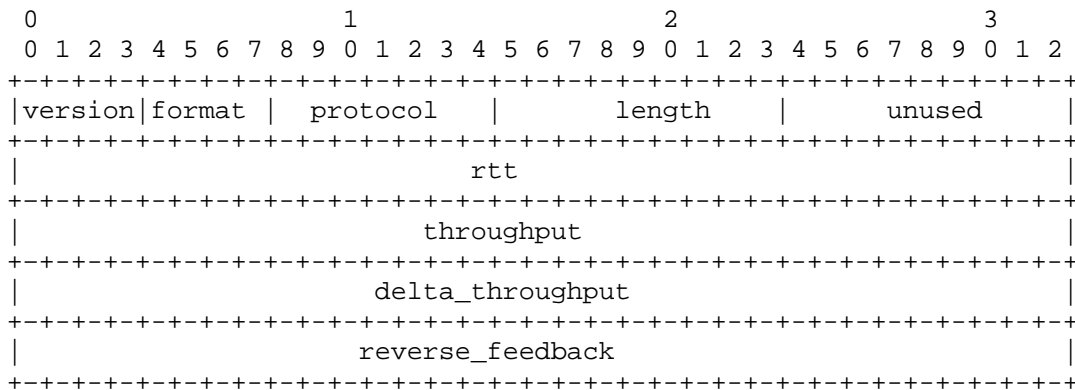 0                   1                   2                   3
 0 1 2 3 4 5 6 7 8 9 0 1 2 3 4 5 6 7 8 9 0 1 2 3 4 5 6 7 8 9 0 1 2
+-+-+-+-+-+-+-+-+-+-+-+-+-+-+-+-+-+-+-+-+-+-+-+-+-+-+-+-+-+-+-+-+-+
|version|format |  protocol   |       length    |      unused     |
+-+-+-+-+-+-+-+-+-+-+-+-+-+-+-+-+-+-+-+-+-+-+-+-+-+-+-+-+-+-+-+-+-+
|                            rtt                                  |
+-+-+-+-+-+-+-+-+-+-+-+-+-+-+-+-+-+-+-+-+-+-+-+-+-+-+-+-+-+-+-+-+-+
|                         throughput                              |
+-+-+-+-+-+-+-+-+-+-+-+-+-+-+-+-+-+-+-+-+-+-+-+-+-+-+-+-+-+-+-+-+-+
|                      delta_throughput                           |
+-+-+-+-+-+-+-+-+-+-+-+-+-+-+-+-+-+-+-+-+-+-+-+-+-+-+-+-+-+-+-+-+-+
|                     reverse_feedback                            |
+-+-+-+-+-+-+-+-+-+-+-+-+-+-+-+-+-+-+-+-+-+-+-+-+-+-+-+-+-+-+-+-+-+